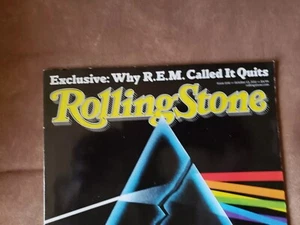 Exclusive: Why R.E.M. Called It Quits
RollingStone